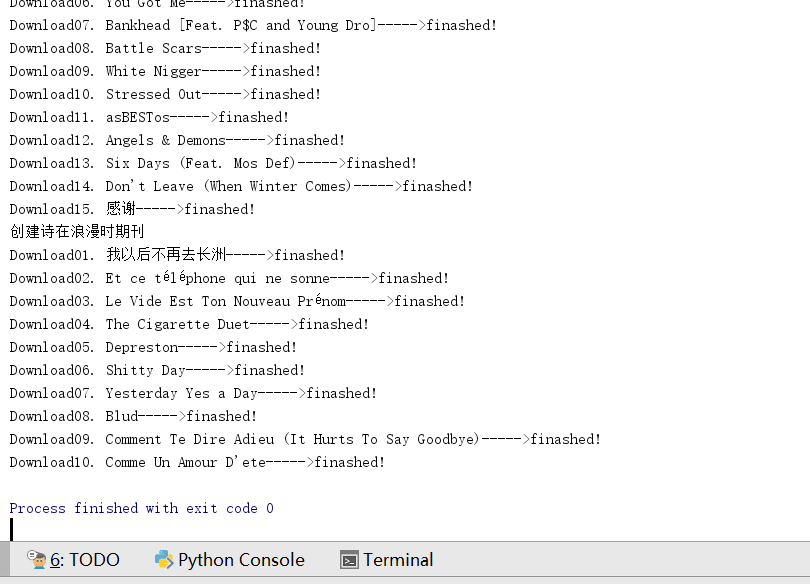 Download06. You Got Me----->finashed!
Download07. Bankhead [Feat. P$C and Young Dro]----->finashed!
Download08. Battle Scars----->finashed!
Download09. White Nigger----->finashed!
Download10. Stressed Out----->finashed!
Download11. asBESTos----->finashed!
Download12. Angels & Demons----->finashed!
Download13. Six Days (Feat. Mos Def)----->finashed!
Download14. Don't Leave (When Winter Comes)----->finashed!
Download15. 感谢----->finashed!
创建诗在浪漫时期刊
Download01. 我以后不再去长洲----->finashed!
Download02. Et ce téléphone qui ne sonne----->finashed!
Download03. Le Vide Est Ton Nouveau Prénom----->finashed!
Download04. The Cigarette Duet----->finashed!
Download05. Depreston----->finashed!
Download06. Shitty Day----->finashed!
Download07. Yesterday Yes a Day----->finashed!
Download08. Blud----->finashed!
Download09. Comment Te Dire Adieu (It Hurts To Say Goodbye)----->finashed!
Download10. Comme Un Amour D'ete----->finashed!
Process finished with exit code 0
6: TODO Python Console Terminal